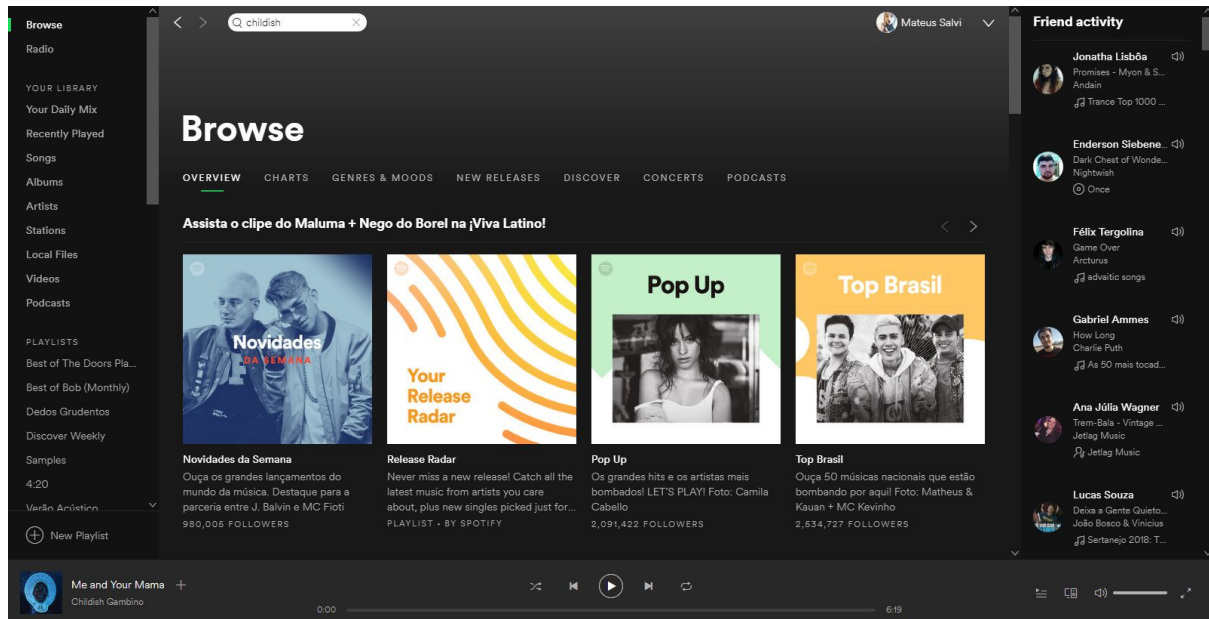 Browse
Radio
YOUR LIBRARY
Your Daily Mix
Recently Played
Songs
Albums
Artists
Stations
Local Files
Videos
Podcasts
PLAYLISTS
Best of The Doors Pla...
Best of Bob (Monthly)
Dedos Grudentos
Discover Weekly
Samples
4:20
Verão Acústico
New Playlist
childish
Mateus Salvi
Browse
OVERVIEW CHARTS GENRES & MOODS NEW RELEASES DISCOVER CONCERTS PODCASTS
Assista o clipe do Maluma + Nego do Borel na ¡Viva Latino!
Novidades
DA SEMANA
Novidades da Semana
Ouça os grandes lançamentos do
mundo da música. Destaque para a
parceria entre J. Balvin e MC Fioti
980,005 FOLLOWERS
Your
Release
Radar
Release Radar
Never miss a new release! Catch all the
latest music from artists you care
about, plus new singles picked just for...
PLAYLIST • BY SPOTIFY
Pop Up
Pop Up
Os grandes hits e os artistas mais
bombados! LET'S PLAY! Foto: Camila
Cabello
2,091,422 FOLLOWERS
Top Brasil
Top Brasil
Ouça 50 músicas nacionais que estão
bombando por aqui! Foto: Matheus &
Kauan + MC Kevinho
2,534,727 FOLLOWERS
Friend activity
Jonatha Lisbôa
Promises - Myon & S...
Andain
Trance Top 1000 ...
Enderson Siebene...
Dark Chest of Wonde...
Nightwish
Once
Félix Tergolina
Game Over
Arcturus
advaitic songs
Gabriel Ammes
How Long
Charlie Puth
As 50 mais tocad...
Ana Júlia Wagner
Trem-Bala - Vintage ...
Jetlag Music
Jetlag Music
Lucas Souza
Deixa a Gente Quieto...
João Bosco & Vinicius
Sertanejo 2018: T...
Me and Your Mama
Childish Gambino
0:00
6:19